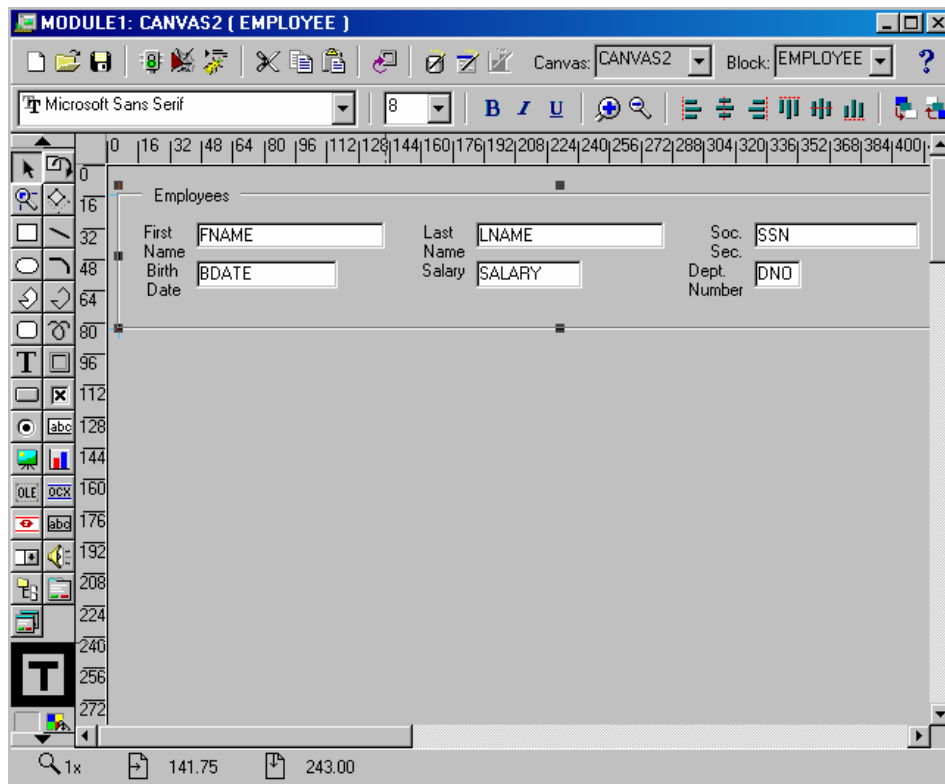 MODULE1: CANVAS2 ( EMPLOYEE )
Canvas: CANVAS2 Block: EMPLOYEE ?
Microsoft Sans Serif 8 B I U
0 16 32 48 64 80 96 112 128 144 160 176 192 208 224 240 256 272 288 304 320 336 352 368 384 400
0
16
32
48
64
80
96
112
128
144
160
176
192
208
224
240
256
272
Employees
First Name FNAME Last Name LNAME Soc. Sec. SSN
Birth Date BDATE Salary SALARY Dept. Number DNO
T
abc
OLE OCX
abc
T
1x 141.75 243.00